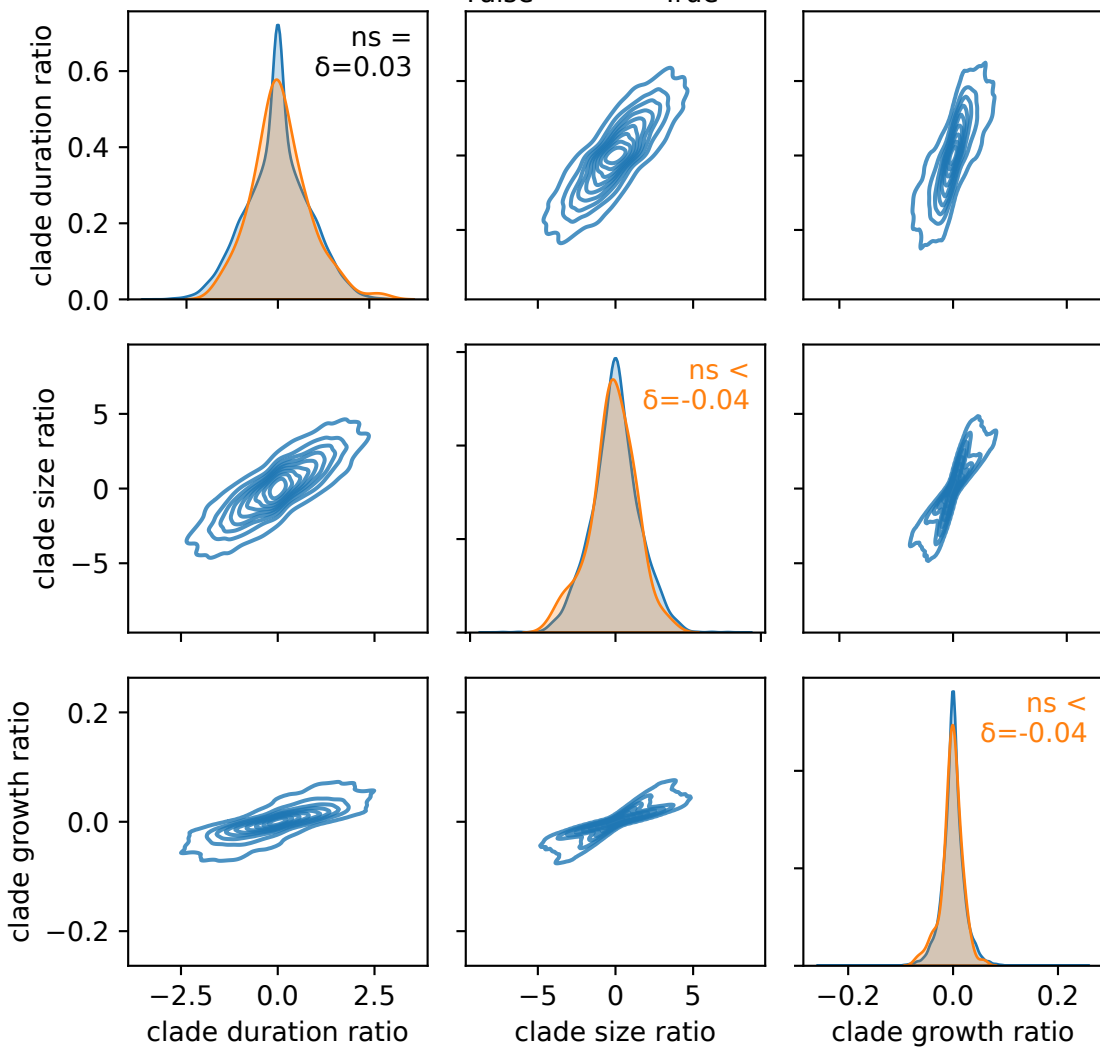 clade duration ratio
0.6
0.4
0.2
0.0
ns =
δ=0.03
clade size ratio
5
0
−5
ns <
δ=-0.04
clade growth ratio
0.2
0.0
−0.2
ns <
δ=-0.04
−2.5 0.0 2.5
−5 0 5
−0.2 0.0 0.2
clade duration ratio
clade size ratio
clade growth ratio